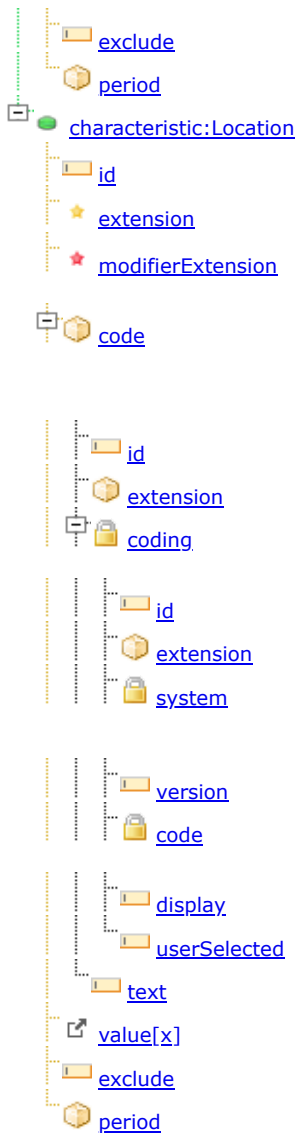 exclude
period
characteristic:Location
id
extension
modifierExtension
code
id
extension
coding
id
extension
system
version
code
display
userSelected
text
value[x]
exclude
period